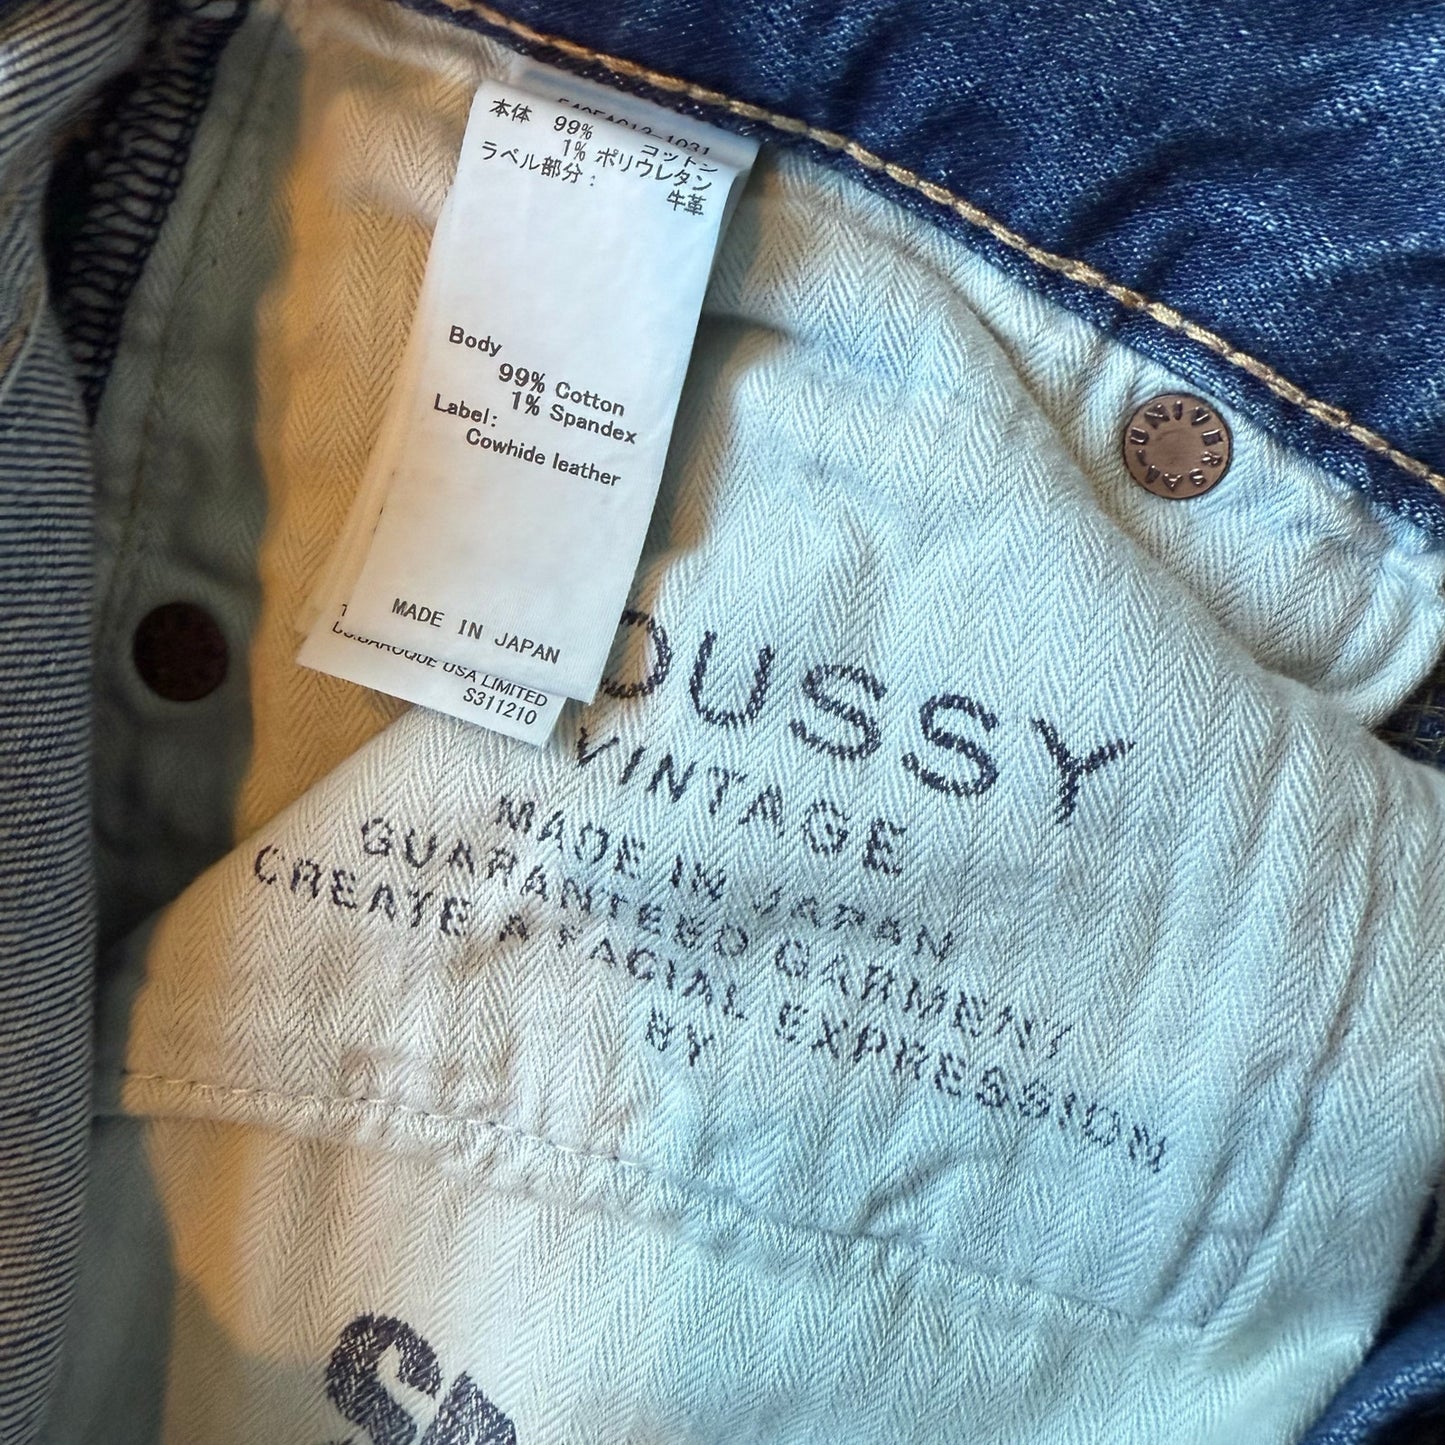 本体 99% コットン
1% ポリウレタン
ラベル部分:
牛革
Body
99% Cotton
1% Spandex
Label:
Cowhide leather
MADE IN JAPAN
BAROQUE USA LIMITED
S311210
UNIVERSAL
OUSSY
VINTAGE
MADE IN JAPAN
GUARANTEED GARMENT
CREATE A FACIAL EXPRESSION
BY